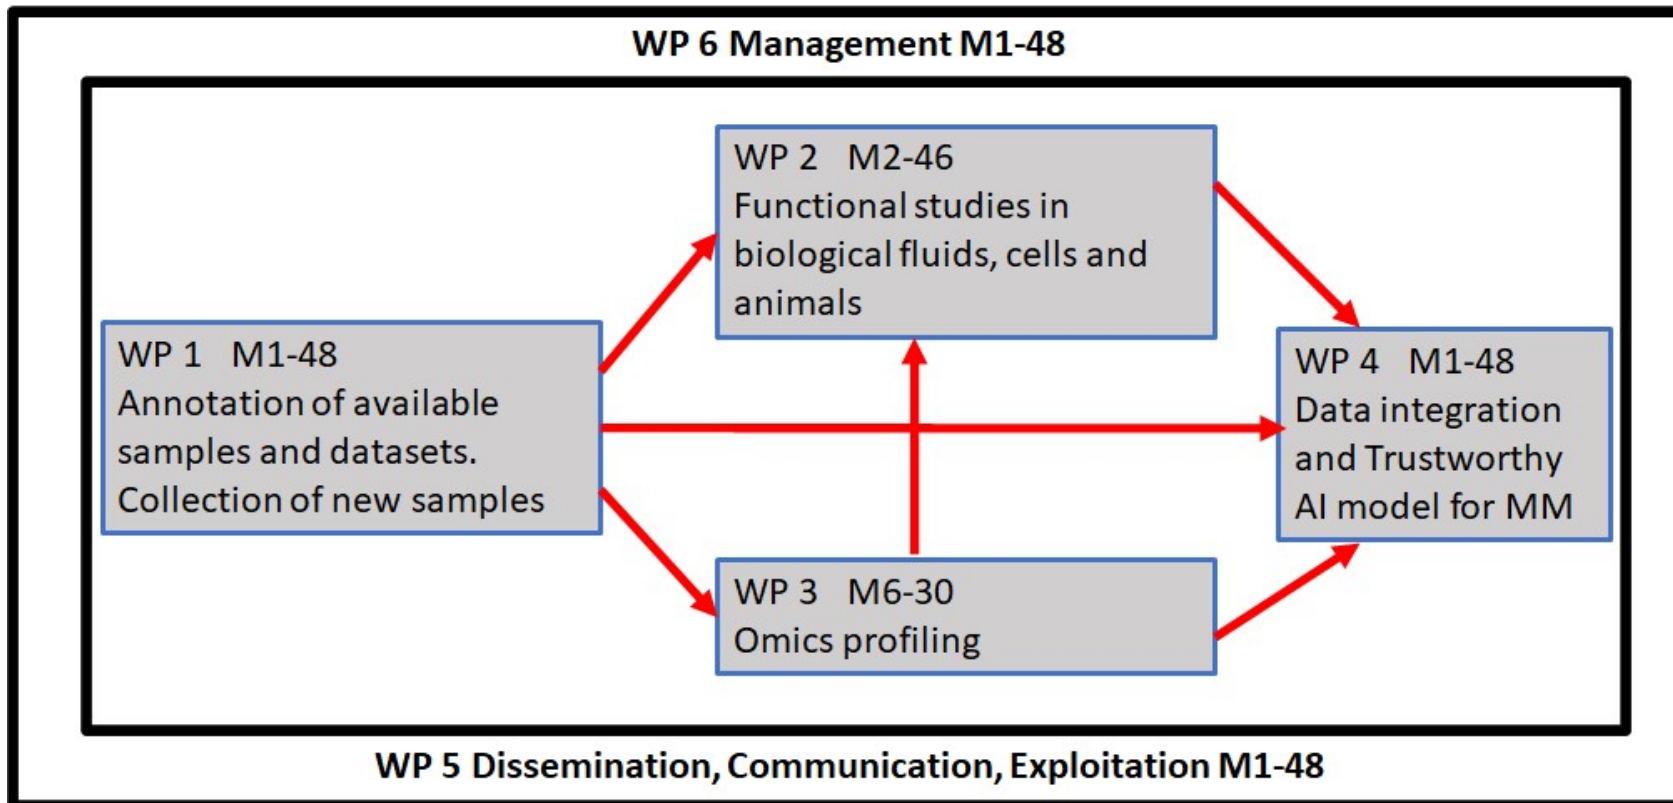 WP 6 Management M1-48
WP 2 M2-46
Functional studies in
biological fluids, cells and
animals
WP 1 M1-48
Annotation of available
samples and datasets.
Collection of new samples
WP 4 M1-48
Data integration
and Trustworthy
AI model for MM
WP 3 M6-30
Omics profiling
WP 5 Dissemination, Communication, Exploitation M1-48